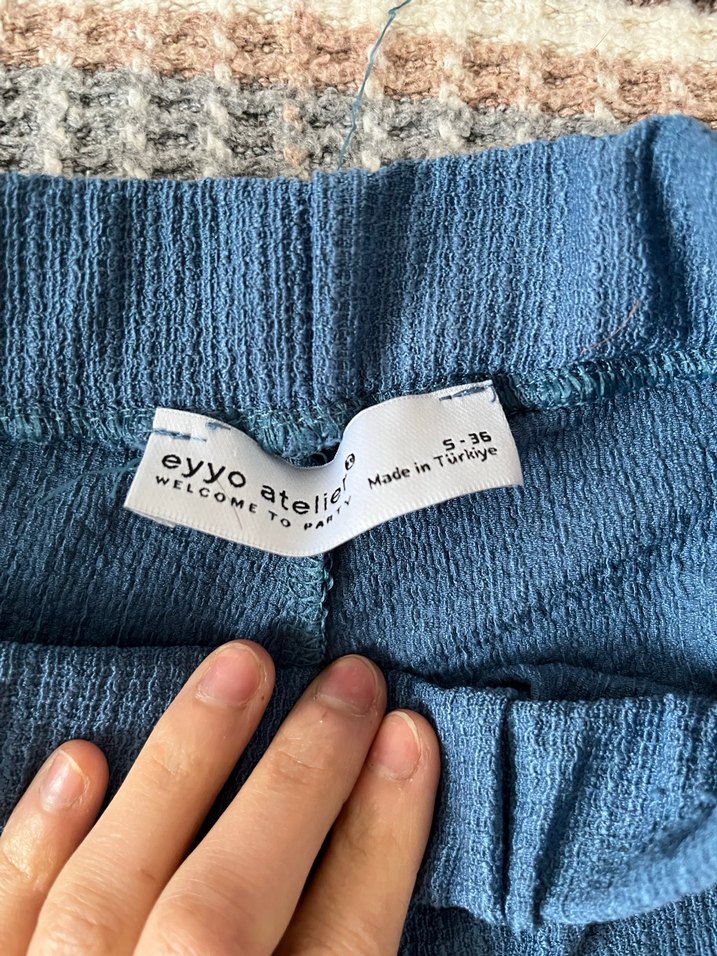 eyyo atelier®
WELCOME TO PARTY
S - 36
Made in Türkiye